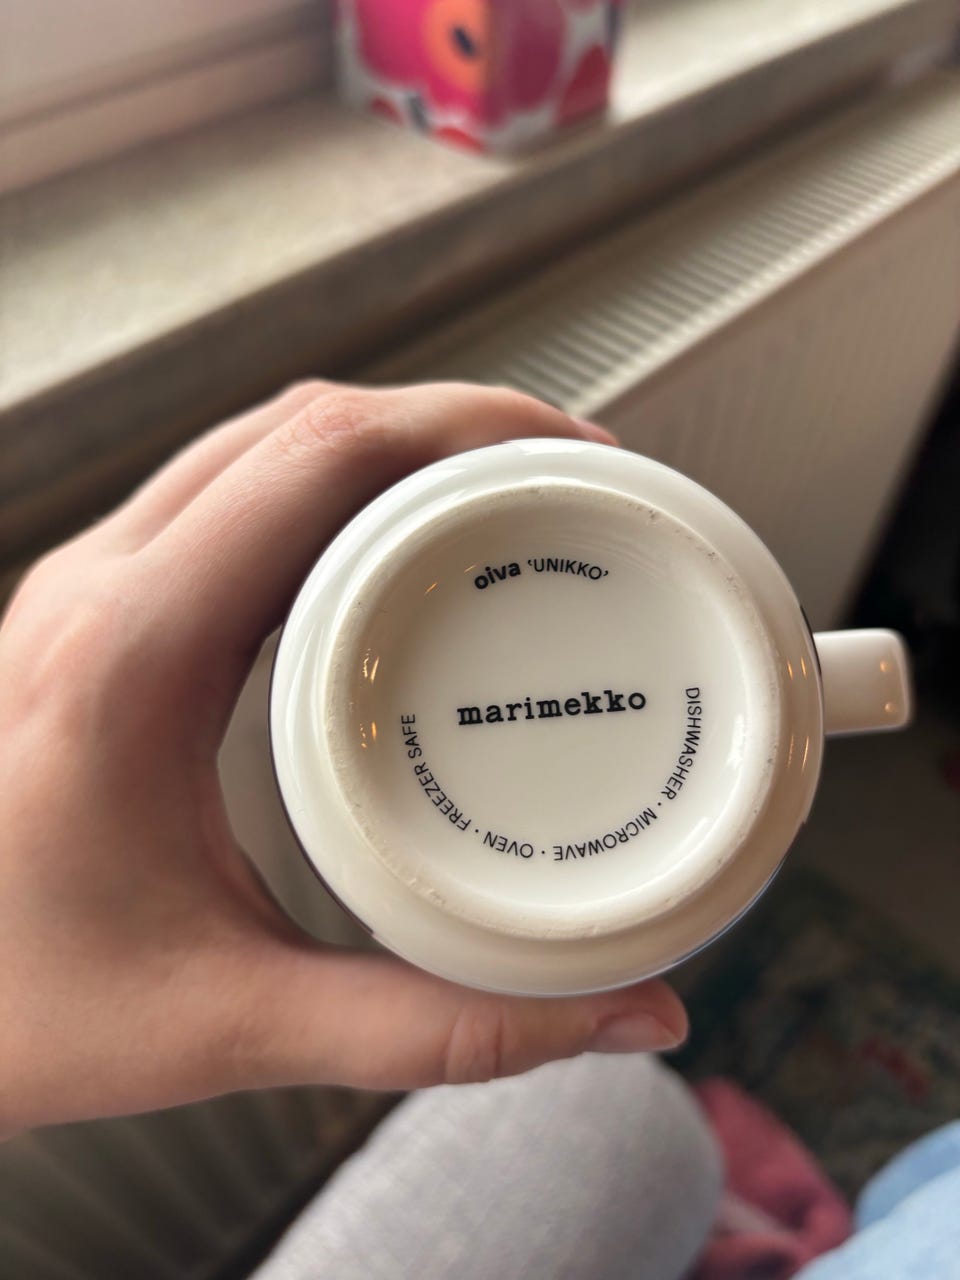 oiva ‘UNIKKO’
marimekko
DISHWASHER · MICROWAVE · OVEN · FREEZER SAFE